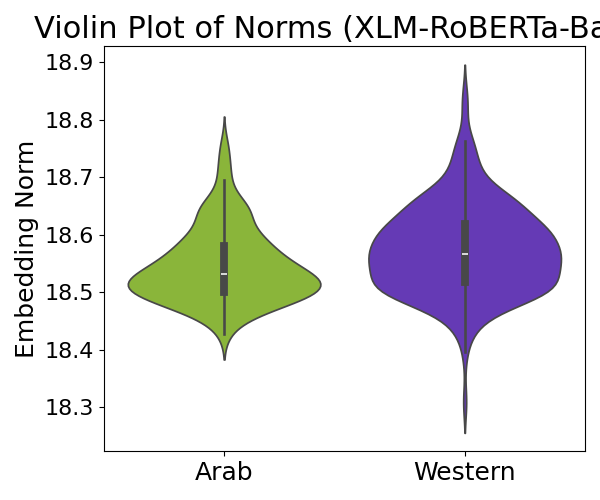 Violin Plot of Norms (XLM-RoBERTa-Ba
18.9
18.8
18.7
18.6
18.5
18.4
18.3
Embedding Norm
Arab
Western